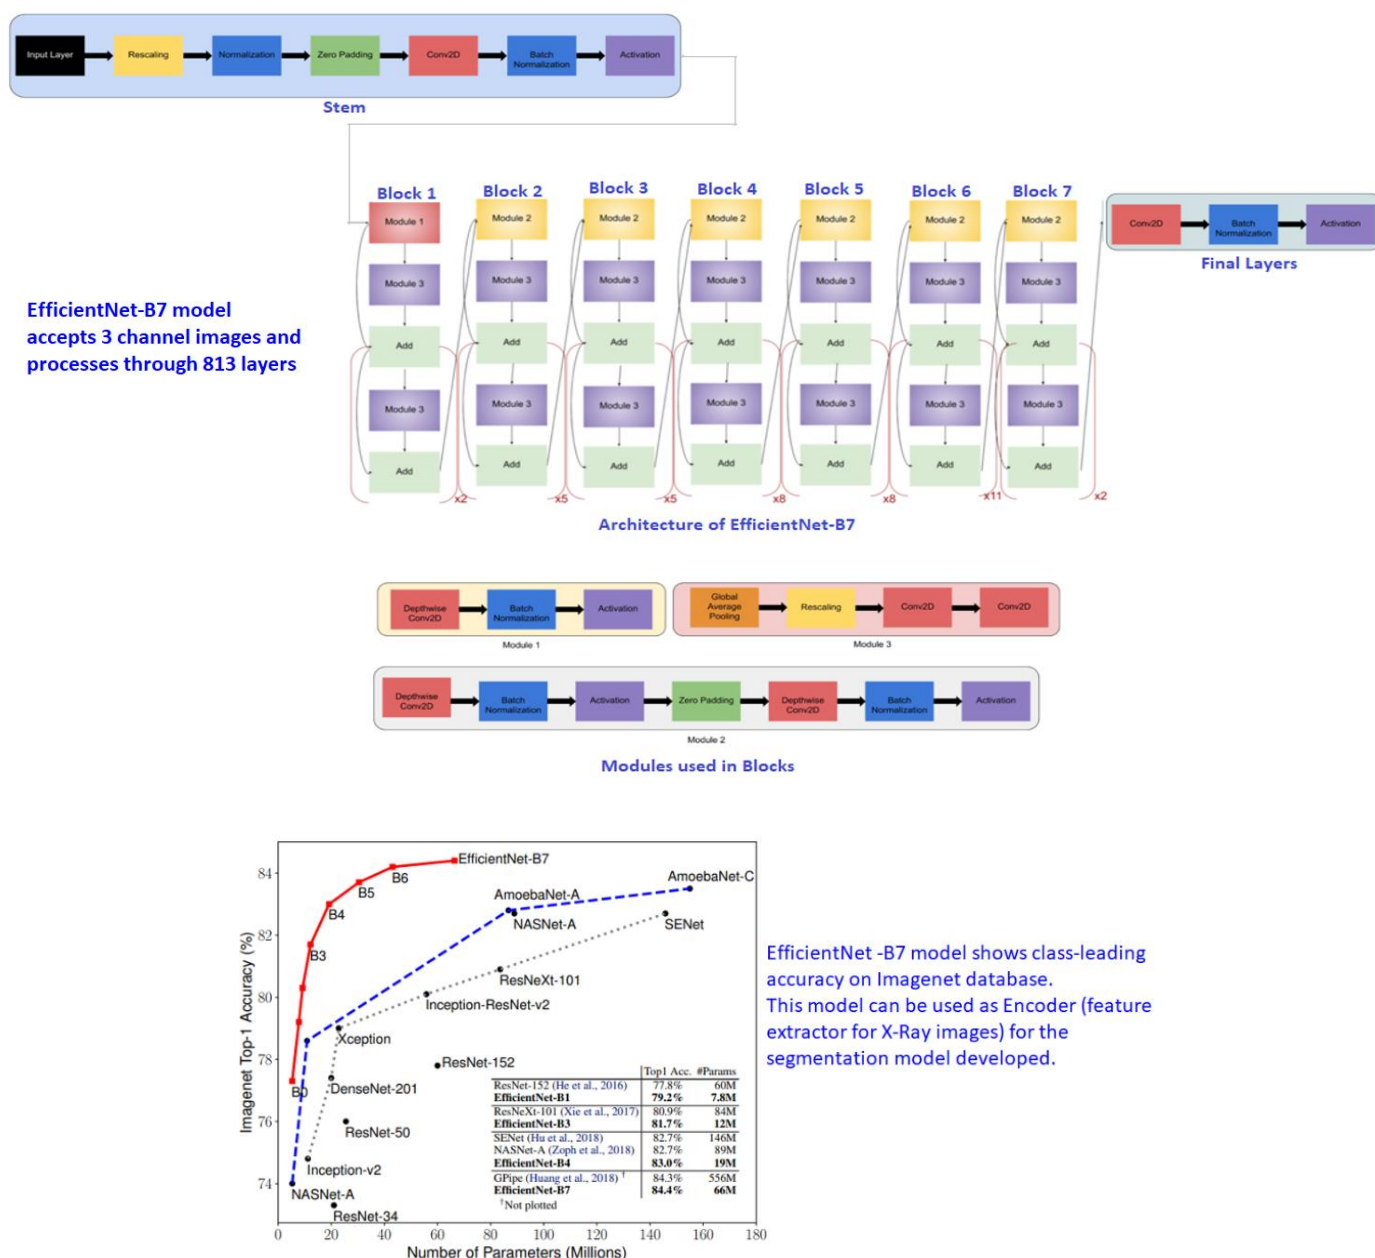 Input Layer
Rescaling
Normalization
Zero Padding
Conv2D
Batch
Normalization
Activation
Stem
Block 1
Block 2
Block 3
Block 4
Block 5
Block 6
Block 7
Module 1
Module 2
Module 2
Module 2
Module 2
Module 2
Module 2
Conv2D
Batch
Normalization
Activation
Final Layers
Module 3
Module 3
Module 3
Module 3
Module 3
Module 3
Module 3
EfficientNet-B7 model
accepts 3 channel images and
processes through 813 layers
Add
Add
Add
Add
Add
Add
Add
Module 3
Module 3
Module 3
Module 3
Module 3
Module 3
Module 3
Add
Add
Add
Add
Add
Add
Add
x2
x5
x5
x8
x8
x11
x2
Architecture of EfficientNet-B7
Depthwise
Conv2D
Batch
Normalization
Activation
Module 1
Global
Average
Pooling
Rescaling
Conv2D
Conv2D
Module 3
Depthwise
Conv2D
Batch
Normalization
Activation
Zero Padding
Depthwise
Conv2D
Batch
Normalization
Activation
Module 2
Modules used in Blocks
Imagenet Top-1 Accuracy (%)
84
82
80
78
76
74
EfficientNet-B7
B6
B5
B4
B3
B0
AmoebaNet-C
AmoebaNet-A
NASNet-A
SENet
ResNeXt-101
Inception-ResNet-v2
Xception
ResNet-152
DenseNet-201
ResNet-50
Inception-v2
NASNet-A
ResNet-34
Top1 Acc. #Params
ResNet-152 (He et al., 2016) 77.8% 60M
EfficientNet-B1 79.2% 7.8M
ResNeXt-101 (Xie et al., 2017) 80.9% 84M
EfficientNet-B3 81.7% 12M
SENet (Hu et al., 2018) 82.7% 146M
NASNet-A (Zoph et al., 2018) 82.7% 89M
EfficientNet-B4 83.0% 19M
GPipe (Huang et al., 2018) † 84.3% 556M
EfficientNet-B7 84.4% 66M
†Not plotted
0 20 40 60 80 100 120 140 160 180
Number of Parameters (Millions)
EfficientNet -B7 model shows class-leading
accuracy on Imagenet database.
This model can be used as Encoder (feature
extractor for X-Ray images) for the
segmentation model developed.